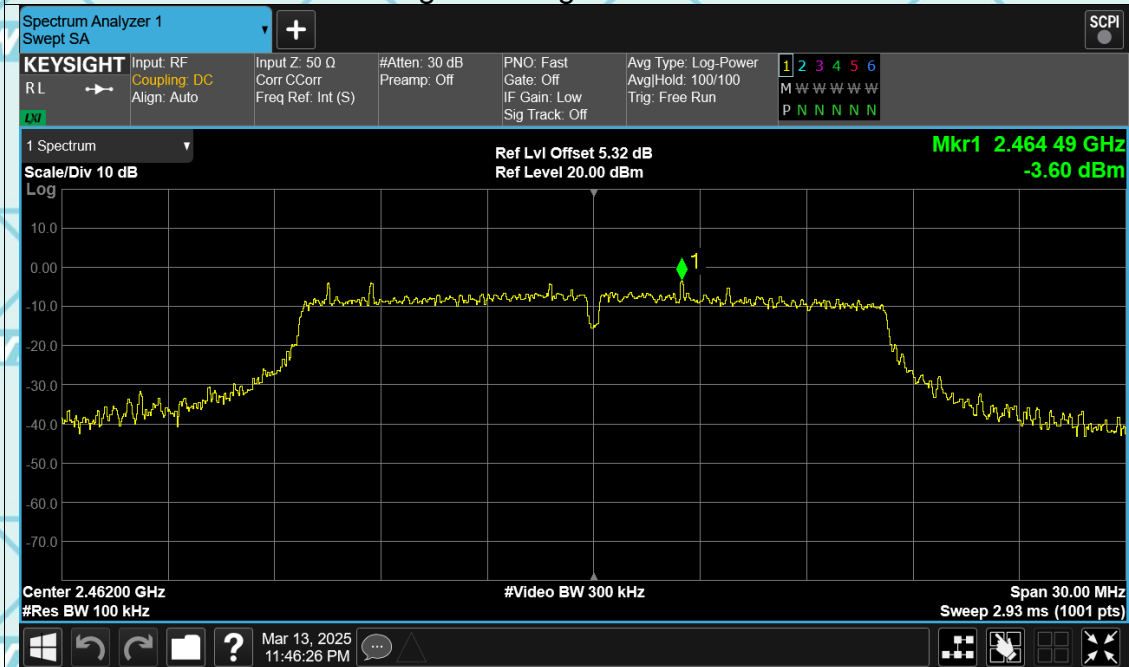 Spectrum Analyzer 1
Swept SA
+
SCPI
KEYSIGHT
RL
LXI
Input: RF
Coupling: DC
Align: Auto
Input Z: 50 Ω
Corr CCorr
Freq Ref: Int (S)
#Atten: 30 dB
Preamp: Off
PNO: Fast
Gate: Off
IF Gain: Low
Sig Track: Off
Avg Type: Log-Power
Avg|Hold: 100/100
Trig: Free Run
1 2 3 4 5 6
M W W W W W W
P N N N N N
1 Spectrum
Scale/Div 10 dB
Log
Ref Lvl Offset 5.32 dB
Ref Level 20.00 dBm
Mkr1 2.464 49 GHz
-3.60 dBm
10.0
0.00
-10.0
-20.0
-30.0
-40.0
-50.0
-60.0
-70.0
1
Center 2.46200 GHz
#Res BW 100 kHz
#Video BW 300 kHz
Span 30.00 MHz
Sweep 2.93 ms (1001 pts)
?
Mar 13, 2025
11:46:26 PM